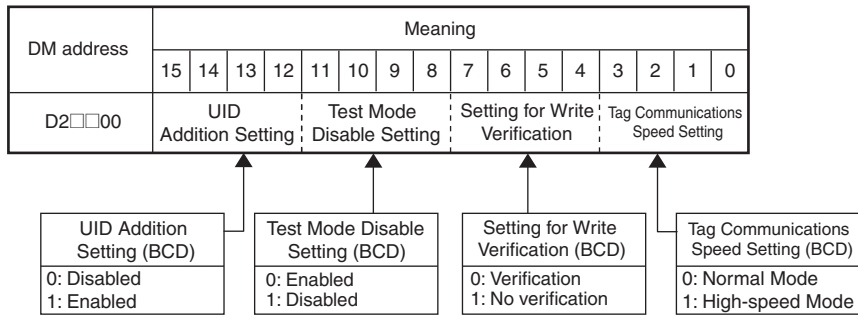 DM address
Meaning
15 14 13 12 11 10 9 8 7 6 5 4 3 2 1 0
D2□□00
UID
Addition Setting
Test Mode
Disable Setting
Setting for Write
Verification
Tag Communications
Speed Setting
UID Addition
Setting (BCD)
0: Disabled
1: Enabled
Test Mode Disable
Setting (BCD)
0: Enabled
1: Disabled
Setting for Write
Verification (BCD)
0: Verification
1: No verification
Tag Communications
Speed Setting (BCD)
0: Normal Mode
1: High-speed Mode